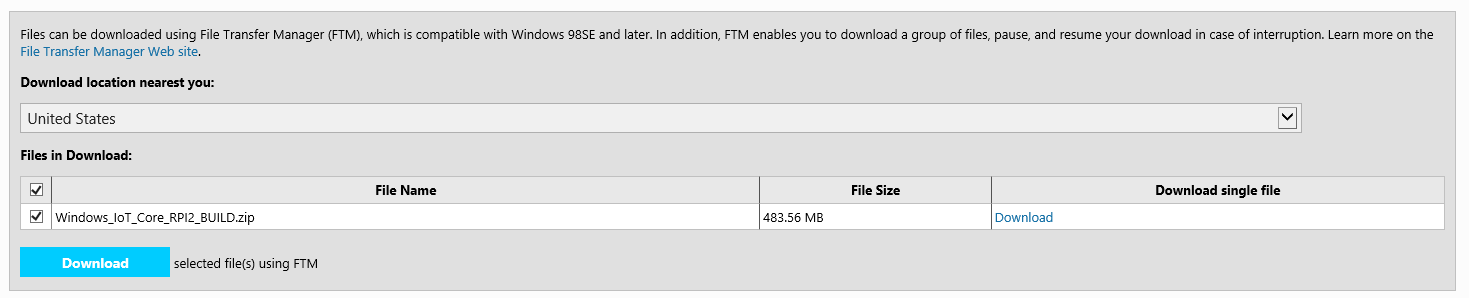 Files can be downloaded using File Transfer Manager (FTM), which is compatible with Windows 98SE and later. In addition, FTM enables you to download a group of files, pause, and resume your download in case of interruption. Learn more on the
File Transfer Manager Web site.
Download location nearest you:
United States
Files in Download:
File Name File Size Download single file
Windows_IoT_Core_RPI2_BUILD.zip 483.56 MB Download
Download selected file(s) using FTM